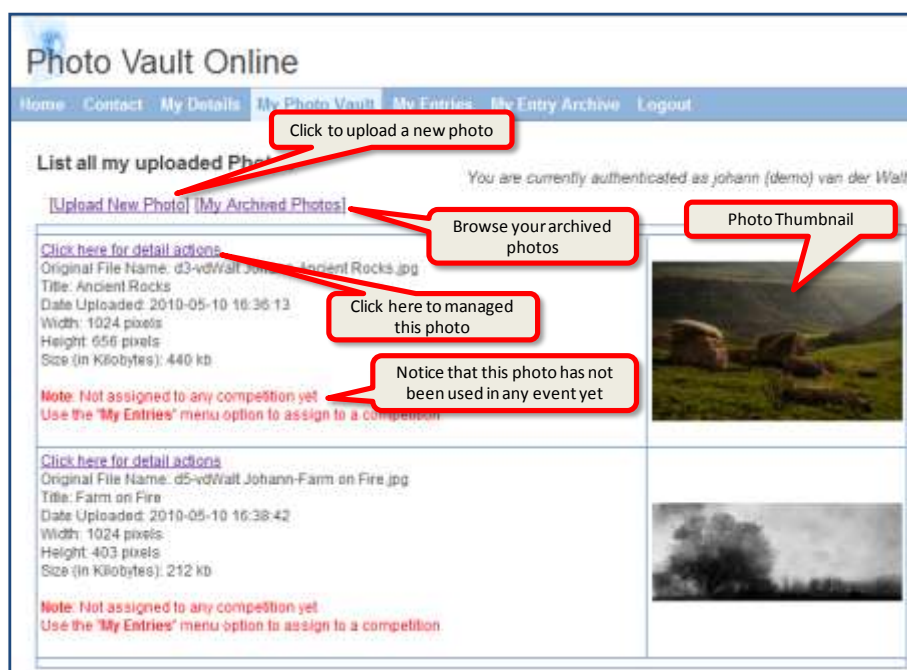 Photo Vault Online
Home Contact My Details My Photo Vault My Entries My Entry Archive Logout
Click to upload a new photo
List all my uploaded
You are currently authenticated as johann (demo) van der Walt
[Upload New Photo] [My Archived Photos]
Browse your archived
photos
Photo Thumbnail
Click here for detail actions
Original File Name: d3-vdWalt Johann-Ancient Rocks.jpg
Title: Ancient Rocks
Date Uploaded: 2010-05-10 16:36:13
Width: 1024 pixels
Height: 656 pixels
Size (in Kilobytes): 440 kb
Click here to managed
this photo
Notice that this photo has not
been used in any event yet
Note: Not assigned to any competition yet
Use the "My Entries" menu option to assign to a competition
Click here for detail actions
Original File Name: d5-vdWalt Johann-Farm on Fire.jpg
Title: Farm on Fire
Date Uploaded: 2010-05-10 16:38:42
Width: 1024 pixels
Height: 403 pixels
Size (in Kilobytes): 212 kb
Note: Not assigned to any competition yet
Use the "My Entries" menu option to assign to a competition